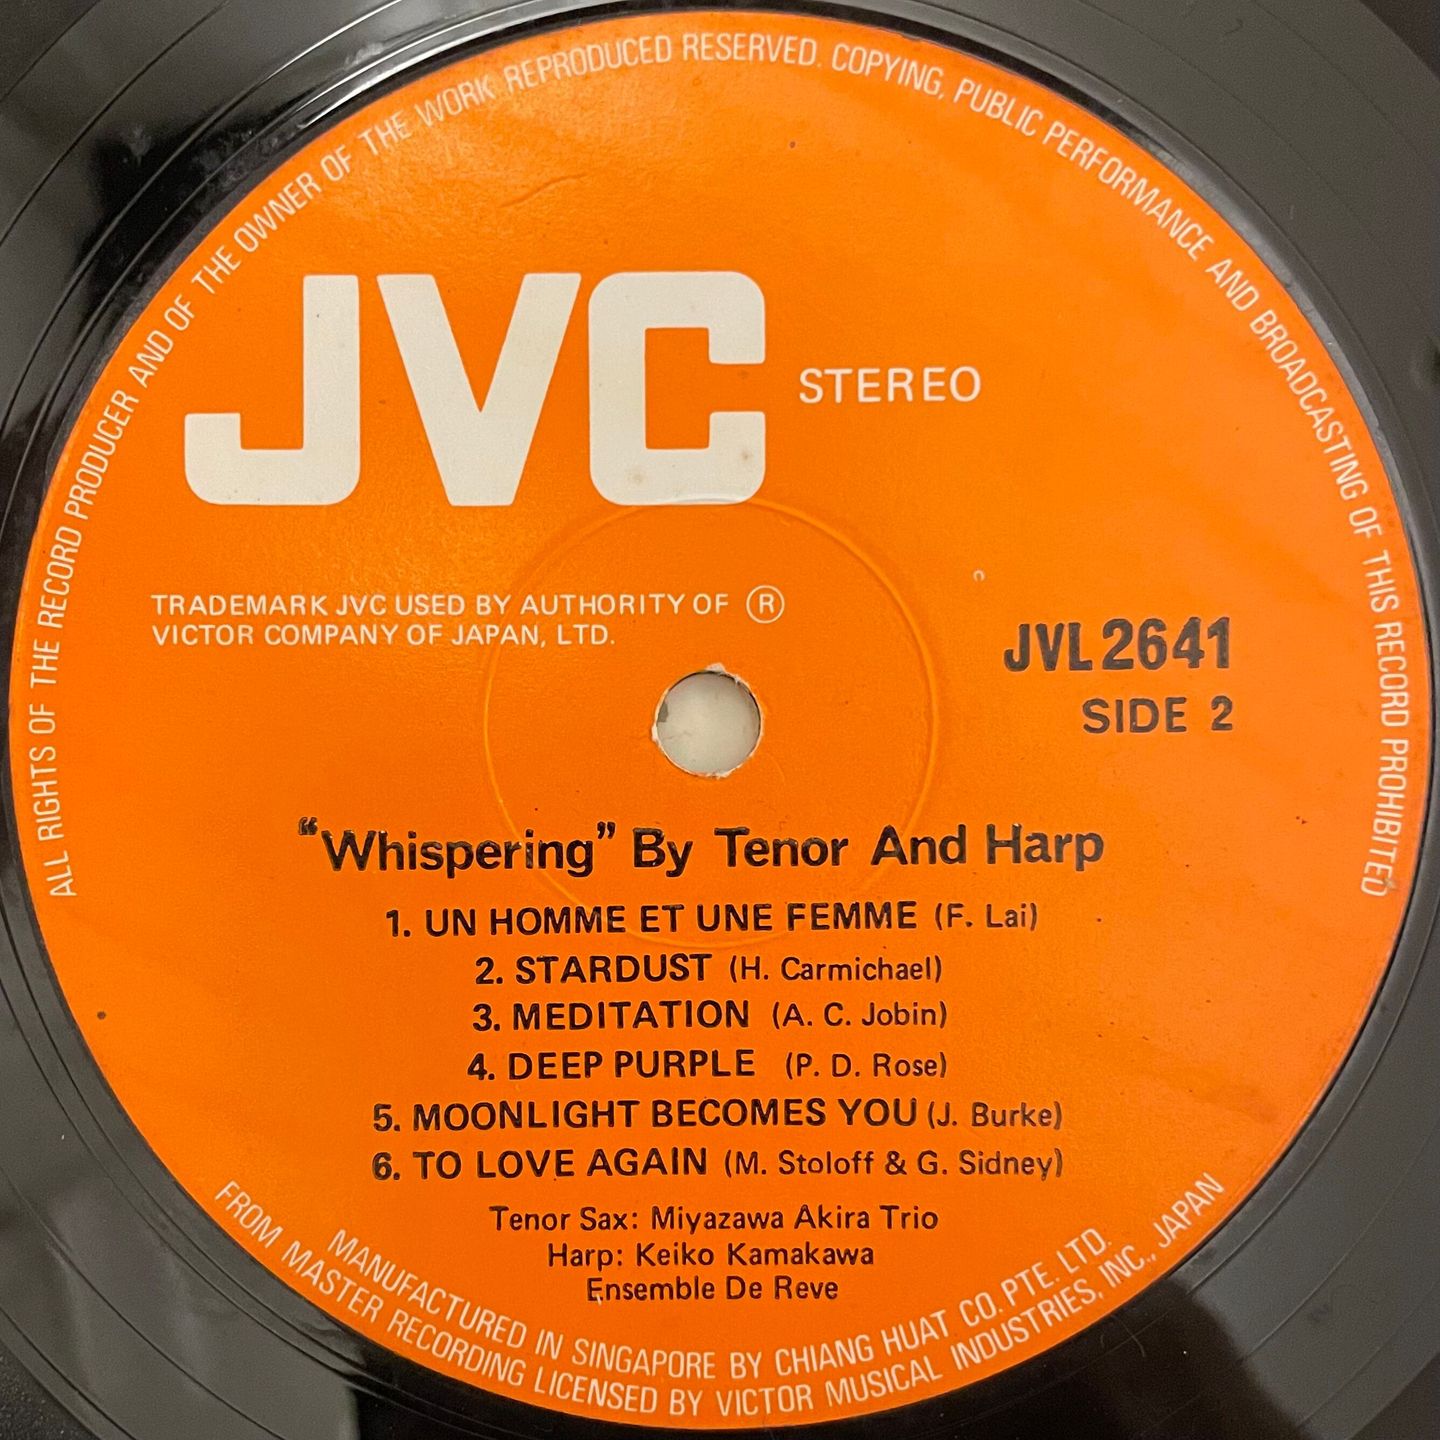 ALL RIGHTS OF THE RECORD PRODUCER AND OF THE OWNER OF THE WORK REPRODUCED RESERVED. COPYING, PUBLIC PERFORMANCE AND BROADCASTING OF THIS RECORD PROHIBITED
JVC STEREO
TRADEMARK JVC USED BY AUTHORITY OF ®
VICTOR COMPANY OF JAPAN, LTD.
JVL2641
SIDE 2
“Whispering” By Tenor And Harp
1. UN HOMME ET UNE FEMME (F. Lai)
2. STARDUST (H. Carmichael)
3. MEDITATION (A. C. Jobin)
4. DEEP PURPLE (P. D. Rose)
5. MOONLIGHT BECOMES YOU (J. Burke)
6. TO LOVE AGAIN (M. Stoloff & G. Sidney)
Tenor Sax: Miyazawa Akira Trio
Harp: Keiko Kamakawa
Ensemble De Reve
MANUFACTURED IN SINGAPORE BY CHIANG HUAT CO. PTE. LTD.
FROM MASTER RECORDING LICENSED BY VICTOR MUSICAL INDUSTRIES, INC., JAPAN